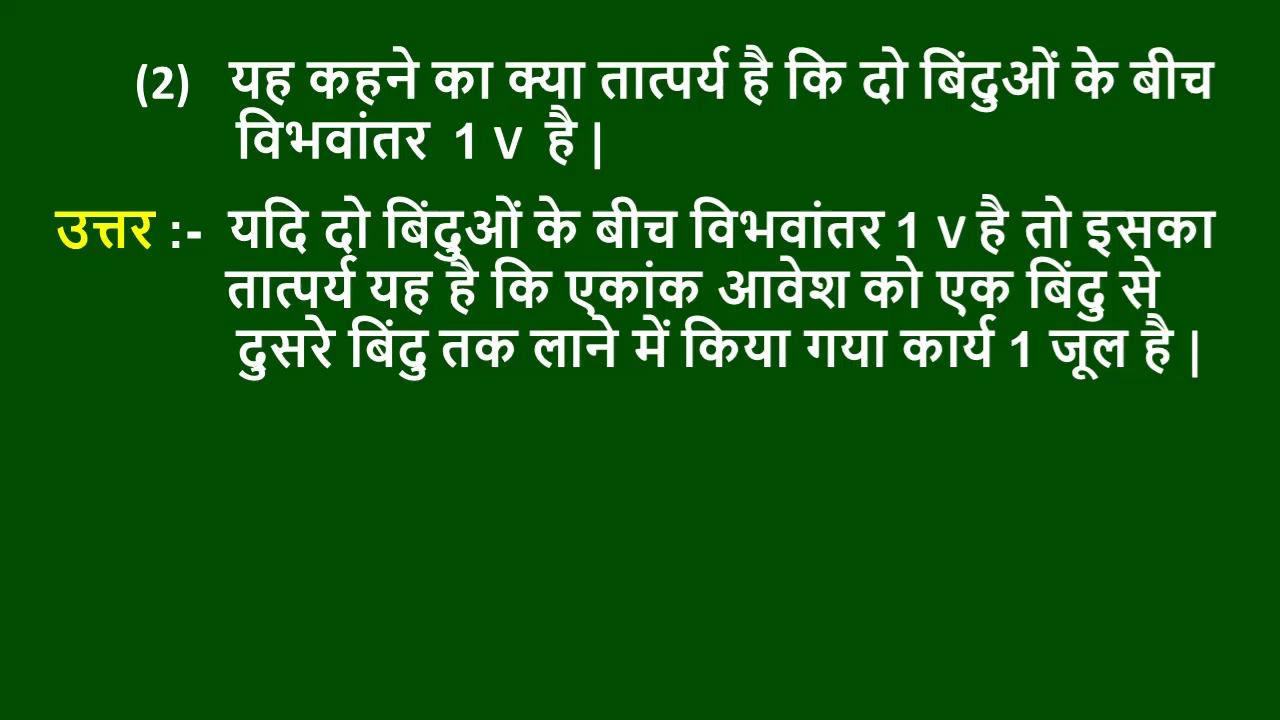 (2) यह कहने का क्या तात्पर्य है कि दो बिंदुओं के बीच
विभवांतर 1 V है |
उत्तर :- यदि दो बिंदुओं के बीच विभवांतर 1 V है तो इसका
तात्पर्य यह है कि एकांक आवेश को एक बिंदु से
दुसरे बिंदु तक लाने में किया गया कार्य 1 जूल है |